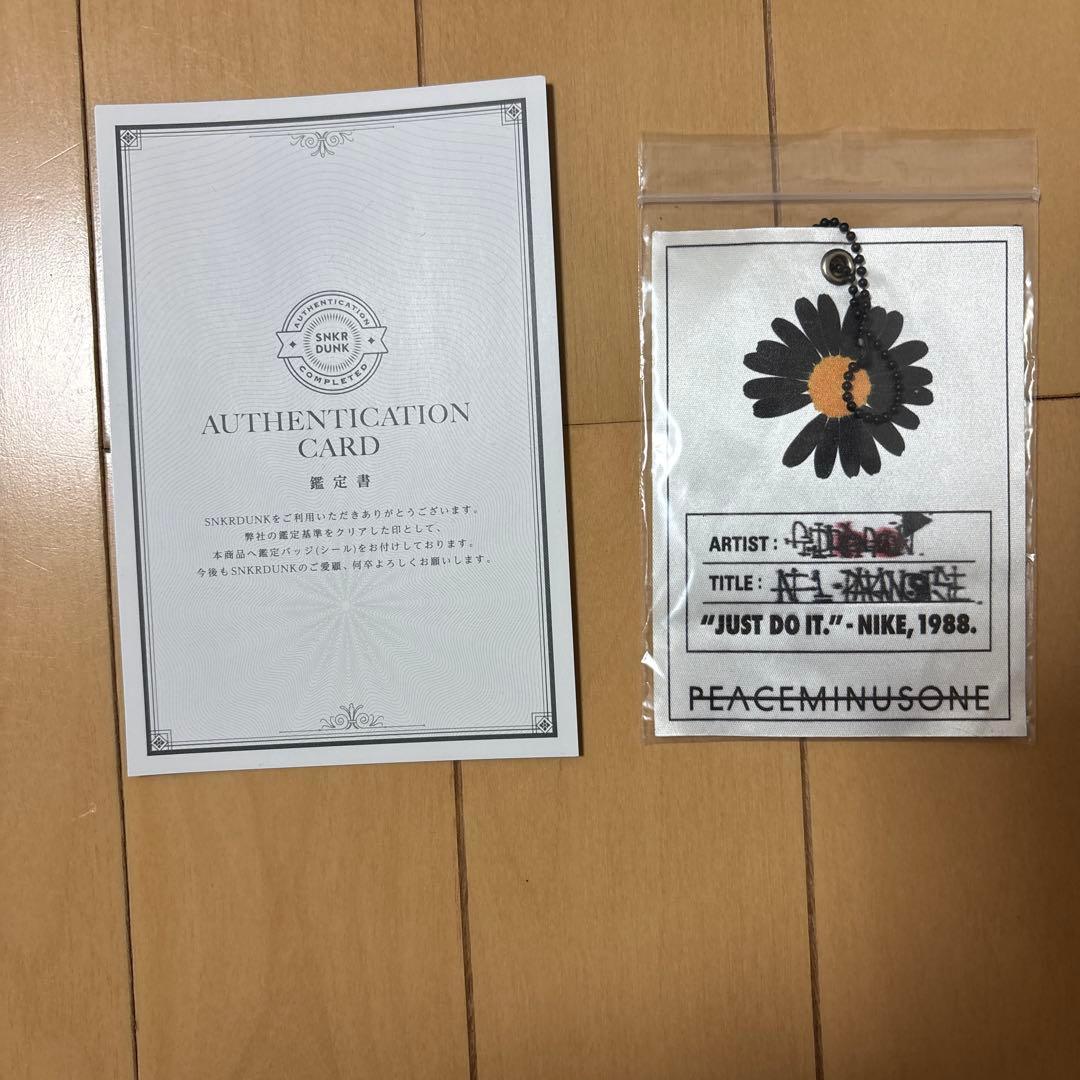 AUTHENTICATION
SNKR
DUNK
COMPLETED
AUTHENTICATION
CARD
鑑定書
SNKRDUNKをご利用いただきありがとうございます。
弊社の鑑定基準をクリアした印として、
本商品へ鑑定バッジ(シール)をお付けしております。
今後もSNKRDUNKのご愛顧、何卒よろしくお願いします。
ARTIST :
TITLE : AF1 -
"JUST DO IT." - NIKE, 1988.
PEACEMINUSONE